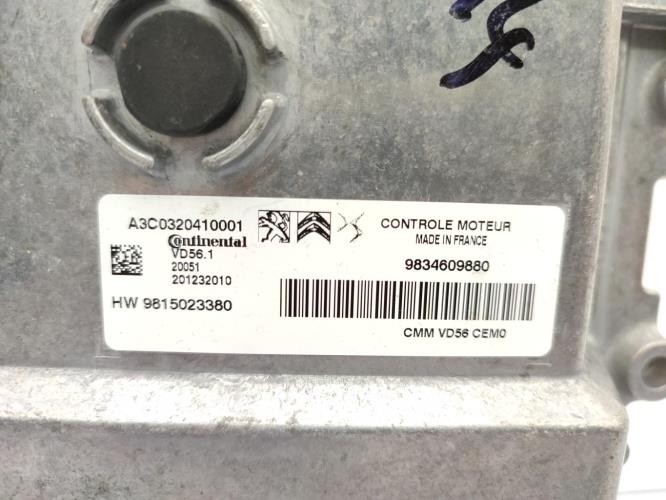 A3C0320410001
Continental
VD56.1
20051
201232010
HW 9815023380
CONTROLE MOTEUR
MADE IN FRANCE
9834609880
CMM VD56 CEM0